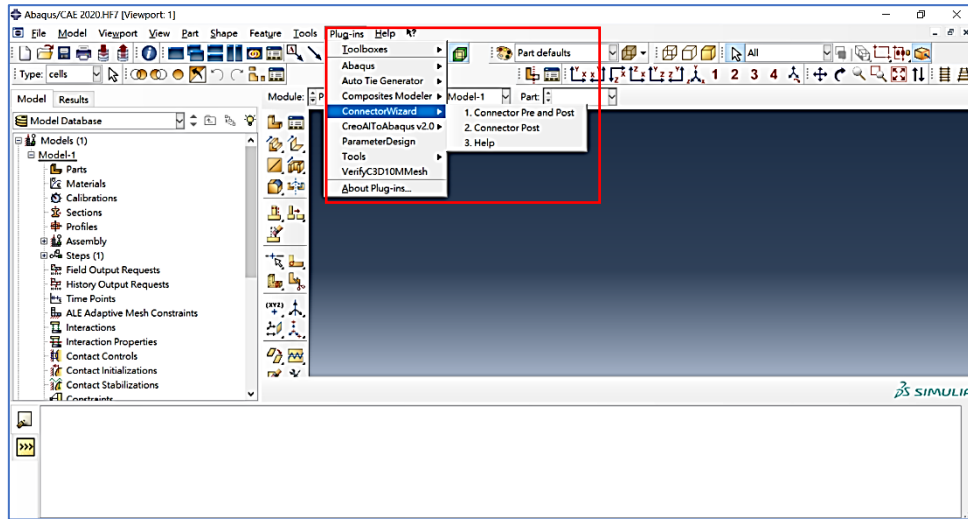 Abaqus/CAE 2020.HF7 [Viewport: 1]
File Model Viewport View Part Shape Feature Tools Plug-ins Help
Part defaults All
Type: cells 1 2 3 4
Model Results
Module: Model-1 Part:
Model Database
Models (1)
Model-1
Parts
Materials
Calibrations
Sections
Profiles
Assembly
Steps (1)
Field Output Requests
History Output Requests
Time Points
ALE Adaptive Mesh Constraints
Interactions
Interaction Properties
Contact Controls
Contact Initializations
Contact Stabilizations
Constraints
Toolboxes
Abaqus
Auto Tie Generator
Composites Modeler
ConnectorWizard
CreoAlToAbaqus v2.0
ParameterDesign
Tools
VerifyC3D10MMesh
About Plug-ins...
1. Connector Pre and Post
2. Connector Post
3. Help
(XYZ)
SIMULIA
>>>